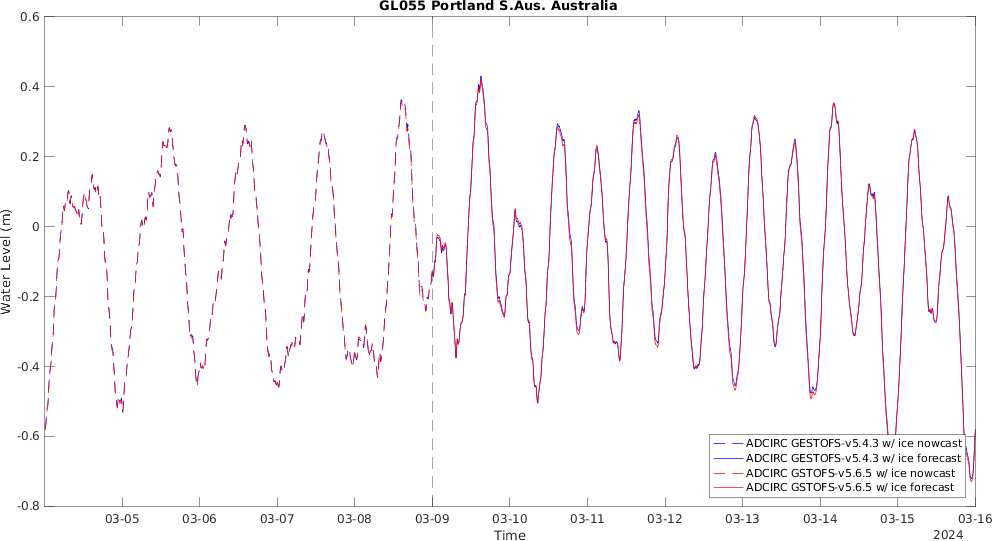 GL055 Portland S.Aus. Australia
0.6
0.4
0.2
0
-0.2
-0.4
-0.6
-0.8
Water Level (m)
ADCIRC GESTOFS-v5.4.3 w/ ice nowcast
ADCIRC GESTOFS-v5.4.3 w/ ice forecast
ADCIRC GSTOFS-v5.6.5 w/ ice nowcast
ADCIRC GSTOFS-v5.6.5 w/ ice forecast
03-05 03-06 03-07 03-08 03-09 03-10 03-11 03-12 03-13 03-14 03-15 03-16
Time
2024